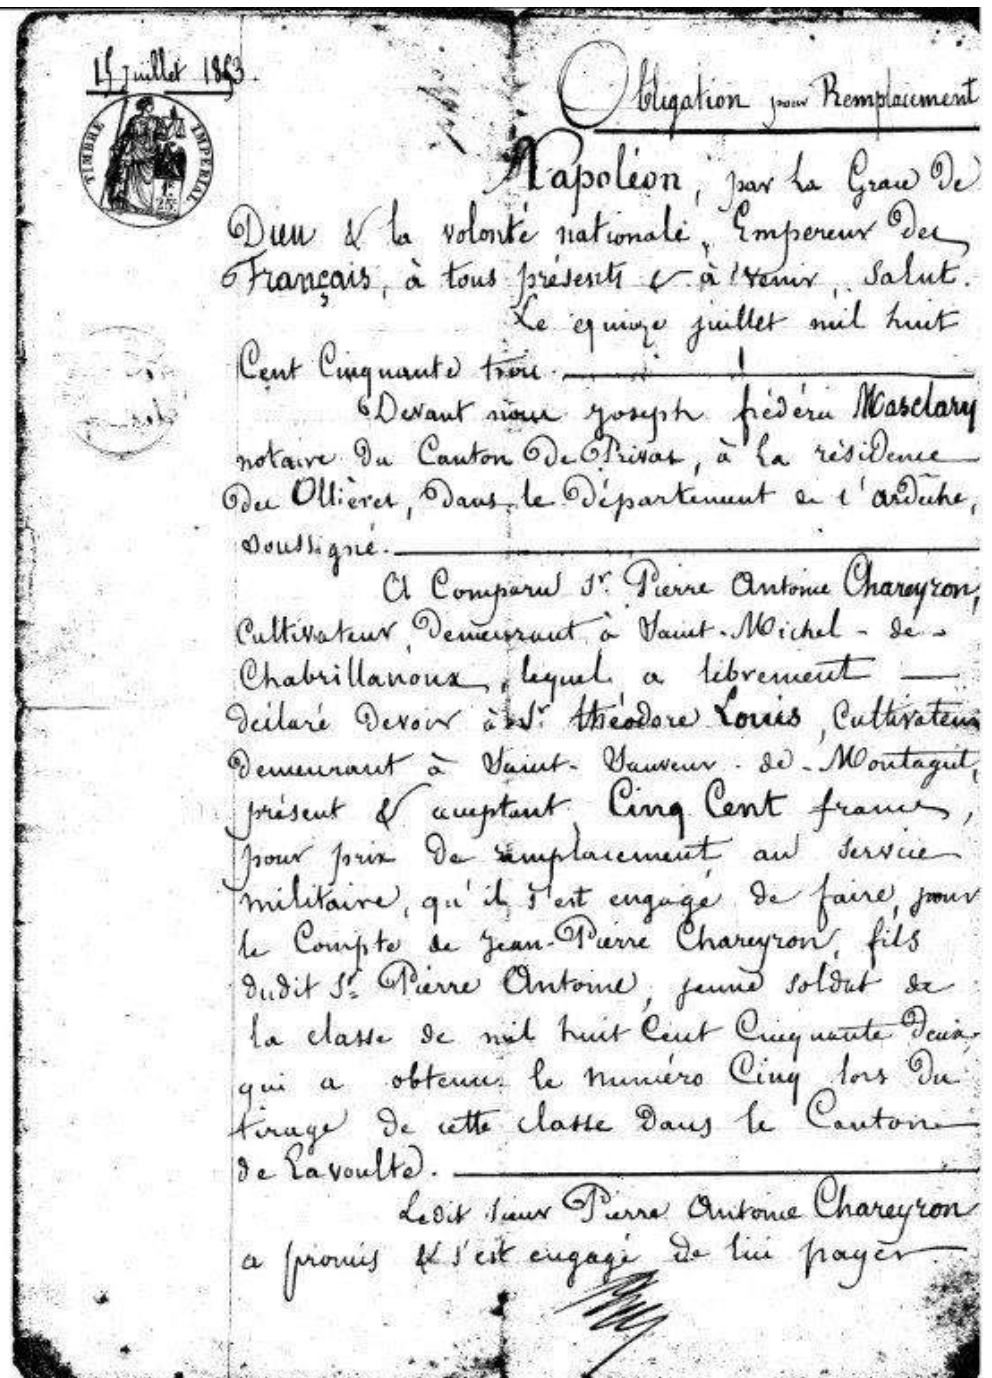 15 juillet 1853.
Obligation pour Remplacement
TIMBRE IMPERIAL
1F. 25C.
Napoléon, par la Grace De
Dieu & la volonté nationale, Empereur des
Français, à tous présents & à venir, Salut.
Le quinze juillet mil huit
Cent Cinquante trois.
Devant nous Joseph frédéric Masclary
notaire du Canton De Privas, à la résidence
des Ollières, Dans le Département de l'ardèche,
soussigné.
A Comparu Sr. Pierre Antoine Chareyron,
Cultivateur, Demeurant à Saint-Michel-de-
Chabrillanoux, lequel a librement
déclaré Devoir à Sr. théodore Louis, Cultivateur
demeurant à Saint-Sauveur-de-Montagut,
présent & acceptant, Cinq Cent francs,
pour prix de remplacement au service
militaire, qu'il s'est engagé de faire, pour
le Compte de Jean-Pierre Chareyron, fils
dudit Sr. Pierre Antoine, jeune soldat de
la classe de mil huit Cent Cinquante Deux,
qui a obtenu le numéro Cinq lors Du
tirage de cette classe Dans le Canton
de Lavoulte.
Ledit sieur Pierre Antoine Chareyron
a promis & s'est engagé de lui payer